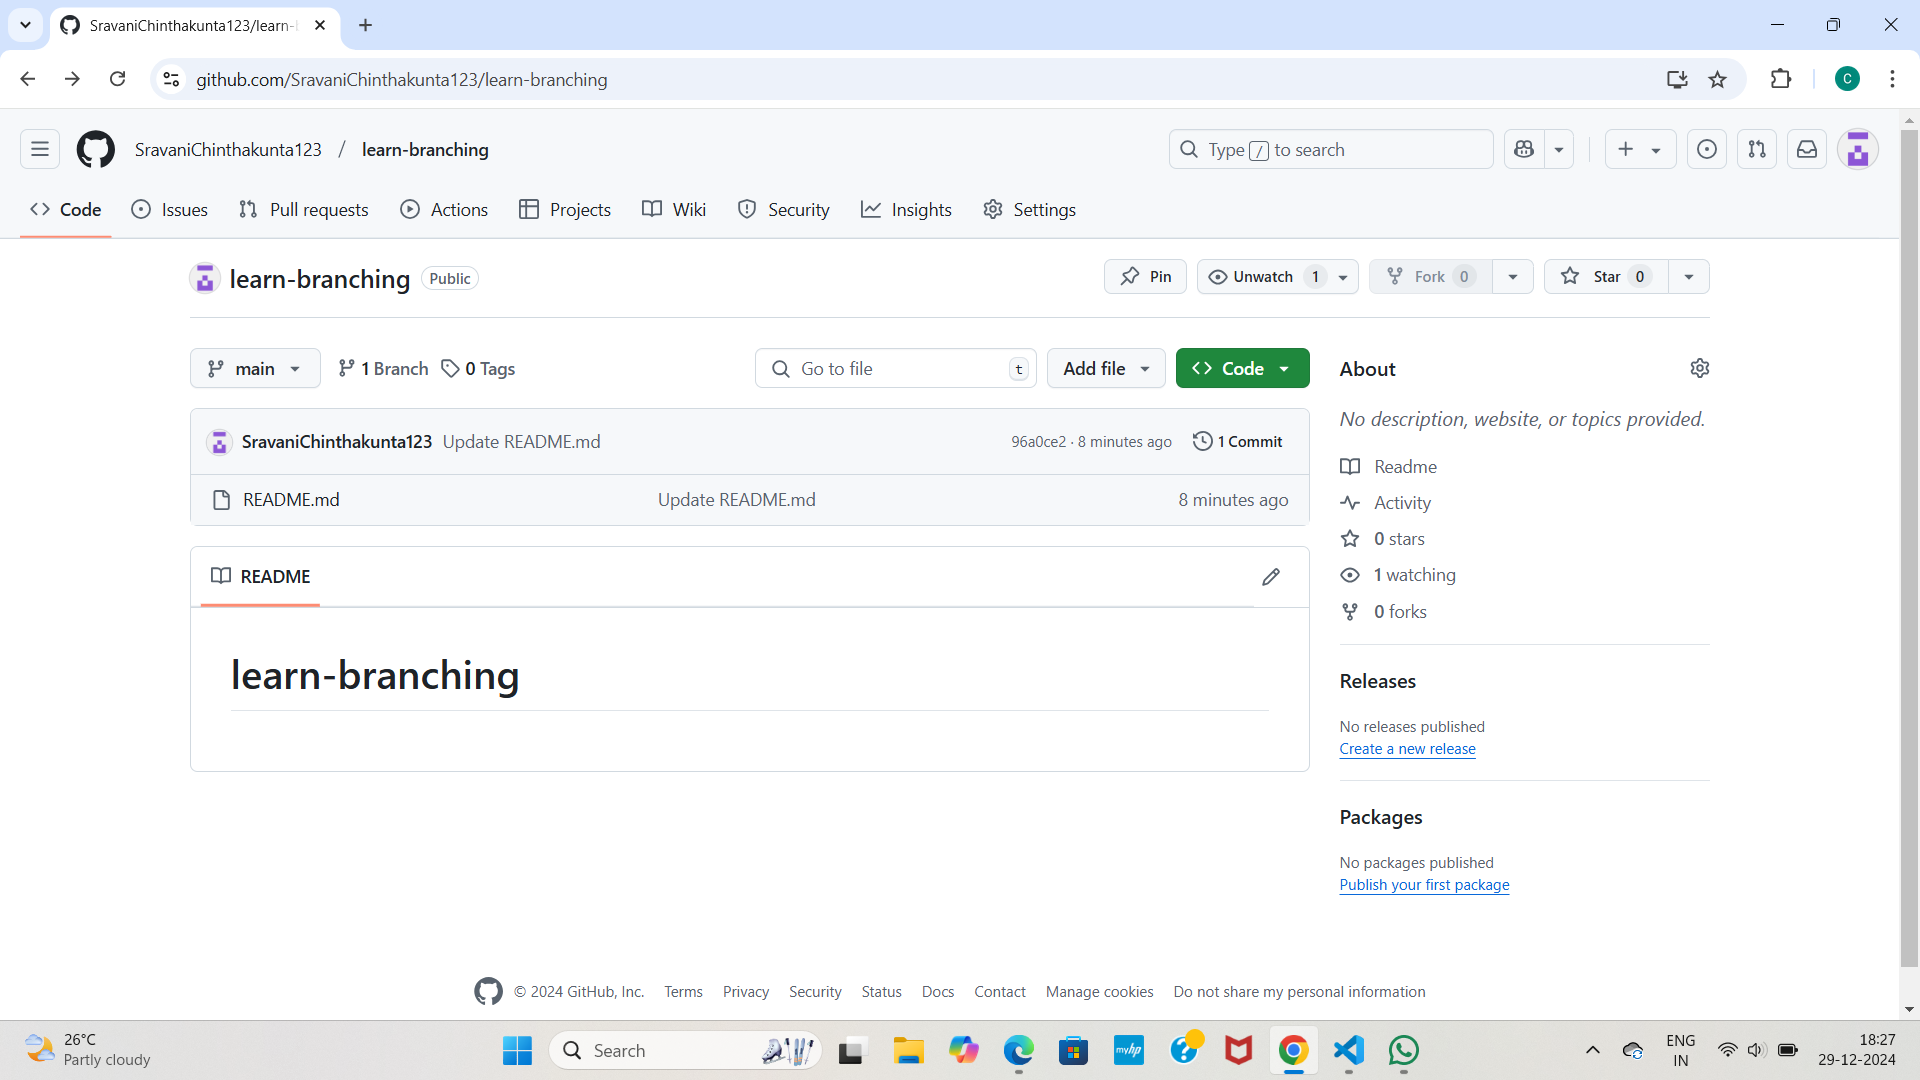 SravaniChinthakunta123/learn-
github.com/SravaniChinthakunta123/learn-branching
C
SravaniChinthakunta123 / learn-branching
Type / to search
Code Issues Pull requests Actions Projects Wiki Security Insights Settings
learn-branching Public
Pin Unwatch 1 Fork 0 Star 0
main 1 Branch 0 Tags Go to file t Add file Code
SravaniChinthakunta123 Update README.md 96a0ce2 · 8 minutes ago 1 Commit
README.md Update README.md 8 minutes ago
README
learn-branching
About
No description, website, or topics provided.
Readme
Activity
0 stars
1 watching
0 forks
Releases
No releases published
Create a new release
Packages
No packages published
Publish your first package
© 2024 GitHub, Inc. Terms Privacy Security Status Docs Contact Manage cookies Do not share my personal information
26°C
Partly cloudy
Search
myhp
ENG
IN
18:27
29-12-2024